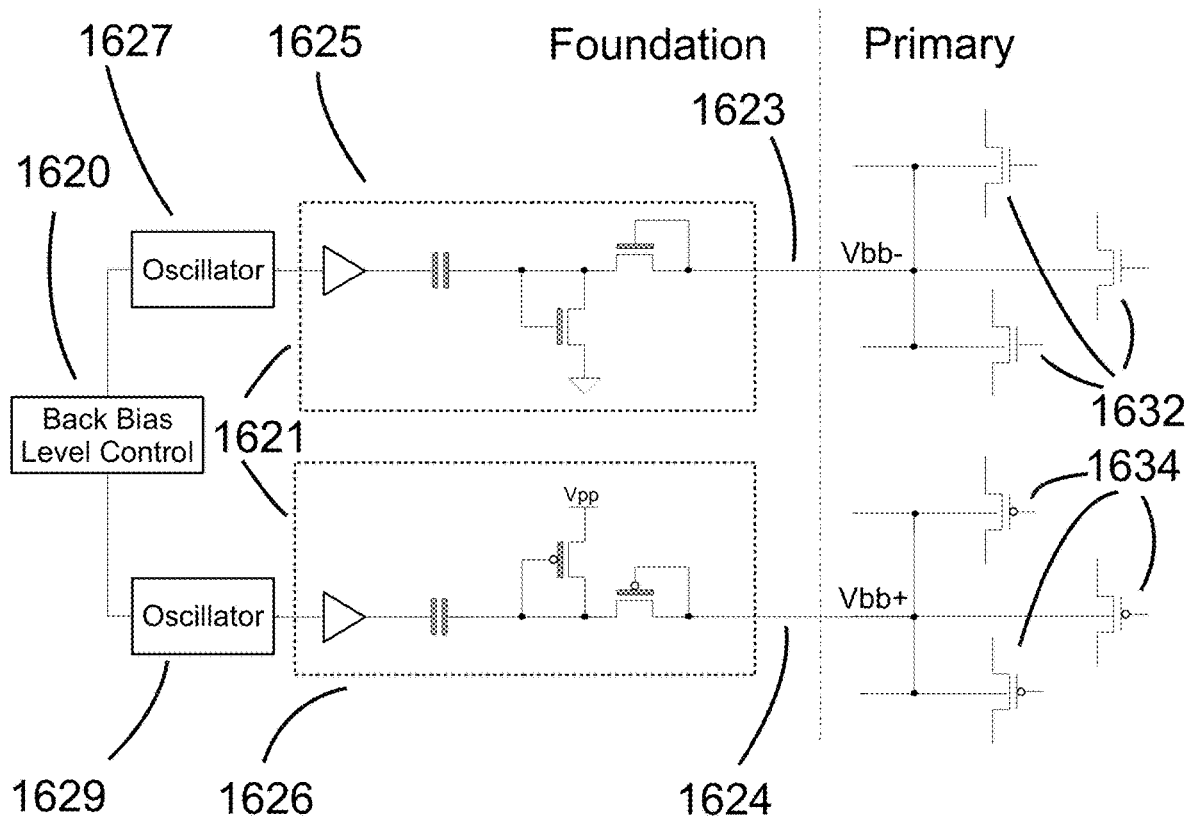 1627
1625
Foundation
Primary
1623
1620
Oscillator
Vbb-
Back Bias
Level Control
1621
1632
1634
Vpp
Oscillator
Vbb+
1629
1626
1624